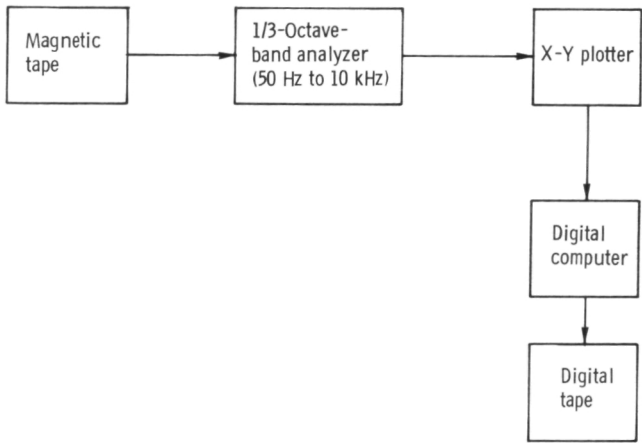 Magnetic
tape
1/3-Octave-
band analyzer
(50 Hz to 10 kHz)
X-Y plotter
Digital
computer
Digital
tape